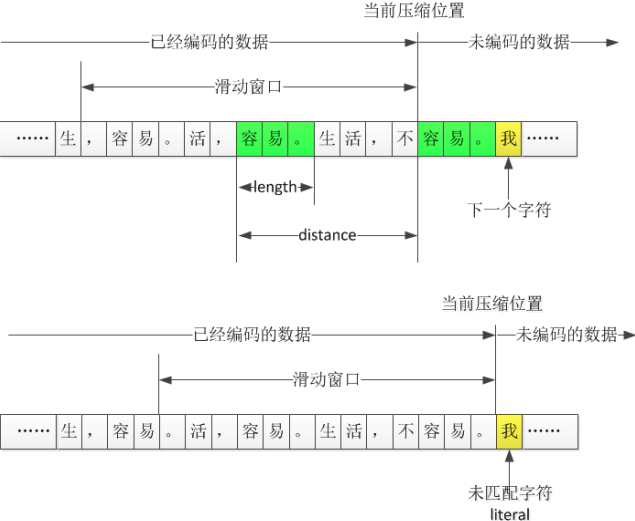 当前压缩位置
已经编码的数据
未编码的数据
滑动窗口
……生，容易。活，容易。生活，不容易。我……
length
下一个字符
distance
当前压缩位置
已经编码的数据
未编码的数据
滑动窗口
……生，容易。活，容易。生活，不容易。我……
未匹配字符
literal